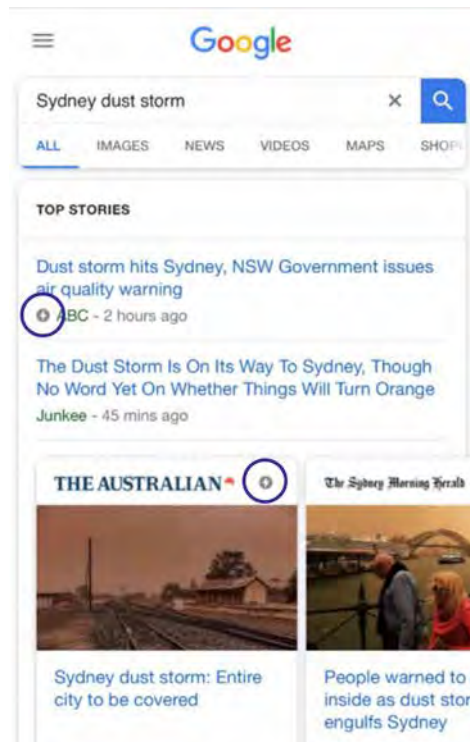 Google
Sydney dust storm
ALL IMAGES NEWS VIDEOS MAPS SHOP
TOP STORIES
Dust storm hits Sydney, NSW Government issues
air quality warning
ABC - 2 hours ago
The Dust Storm Is On Its Way To Sydney, Though
No Word Yet On Whether Things Will Turn Orange
Junkee - 45 mins ago
THE AUSTRALIAN
The Sydney Morning Herald
Sydney dust storm: Entire
city to be covered
People warned to
inside as dust stor
engulfs Sydney